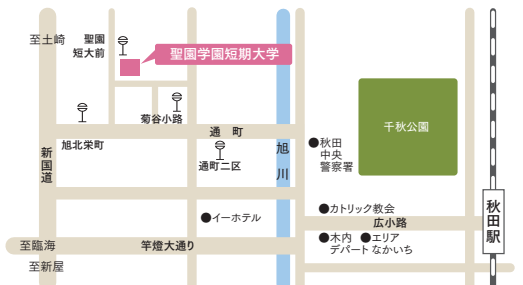 至土崎
聖園
短大前
聖園学園短期大学
菊谷小路
旭北栄町
通 町
通町二区
新国道
旭川
千秋公園
秋田
中央
警察署
カトリック教会
広小路
イーホテル
木内
デパート
エリア
なかいち
秋田駅
至臨海
竿燈大通り
至新屋